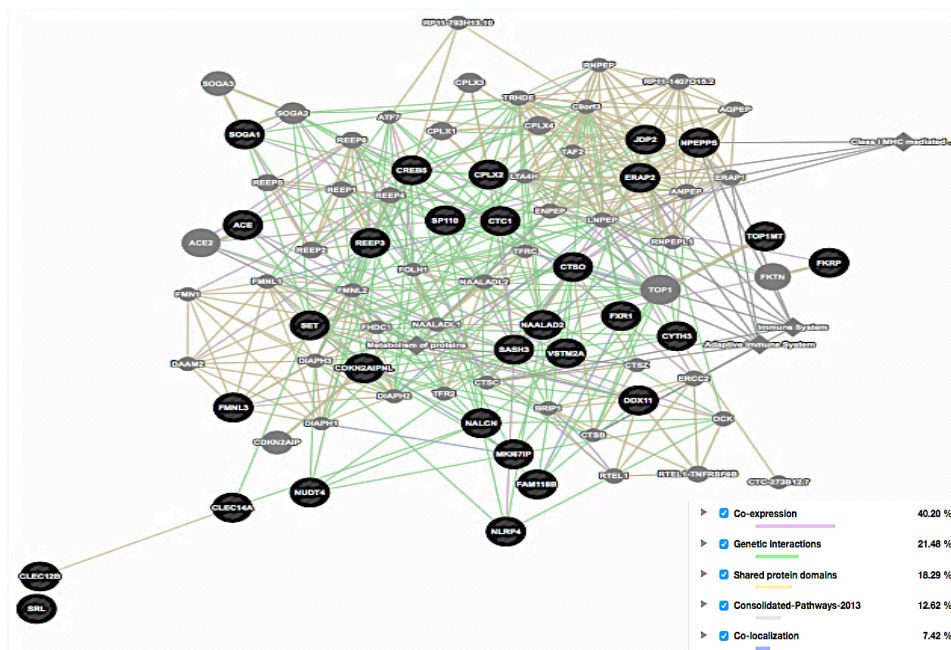 RP11-793H13.10
RNPEP
SOGA3
CPLX3
RP11-1407O15.2
TRHDE
C9orf3
AQPEP
SOGA2
ATF7
CPLX4
SOGA1
CPLX1
REEP6
JDP2
NPEPPS
Class I MHC mediated ...
TAF2
CREB5
CPLX2
LTA4H
ERAP2
ERAP1
REEP5
REEP1
REEP4
ANPEP
ENPEP
LNPEP
ACE
SP110
CTC1
ACE2
REEP3
RNPEPL1
TOP1MT
REEP2
TFRC
FKRP
CTSO
FOLH1
FMNL1
NAALADL2
FKTN
FMN1
FMNL2
TOP1
SET
FHDC1
NAALADL1
NAALAD2
FXR1
Immune System
Metabolism of proteins
CYTH3
Adaptive Immune System
SASH3
VSTM2A
DAAM2
DIAPH3
CDKN2AIPNL
CTSZ
CTSC
ERCC2
DIAPH2
TFR2
FMNL3
BRIP1
DDX11
DIAPH1
NALCN
DCK
CDKN2AIP
CTSB
MKI67IP
RTEL1
RTEL1-TNFRSF6B
NUDT4
FAM118B
CTC-273B12.7
CLEC14A
NLRP4
CLEC12B
SRL
Co-expression 40.20 %
Genetic interactions 21.48 %
Shared protein domains 18.29 %
Consolidated-Pathways-2013 12.62 %
Co-localization 7.42 %